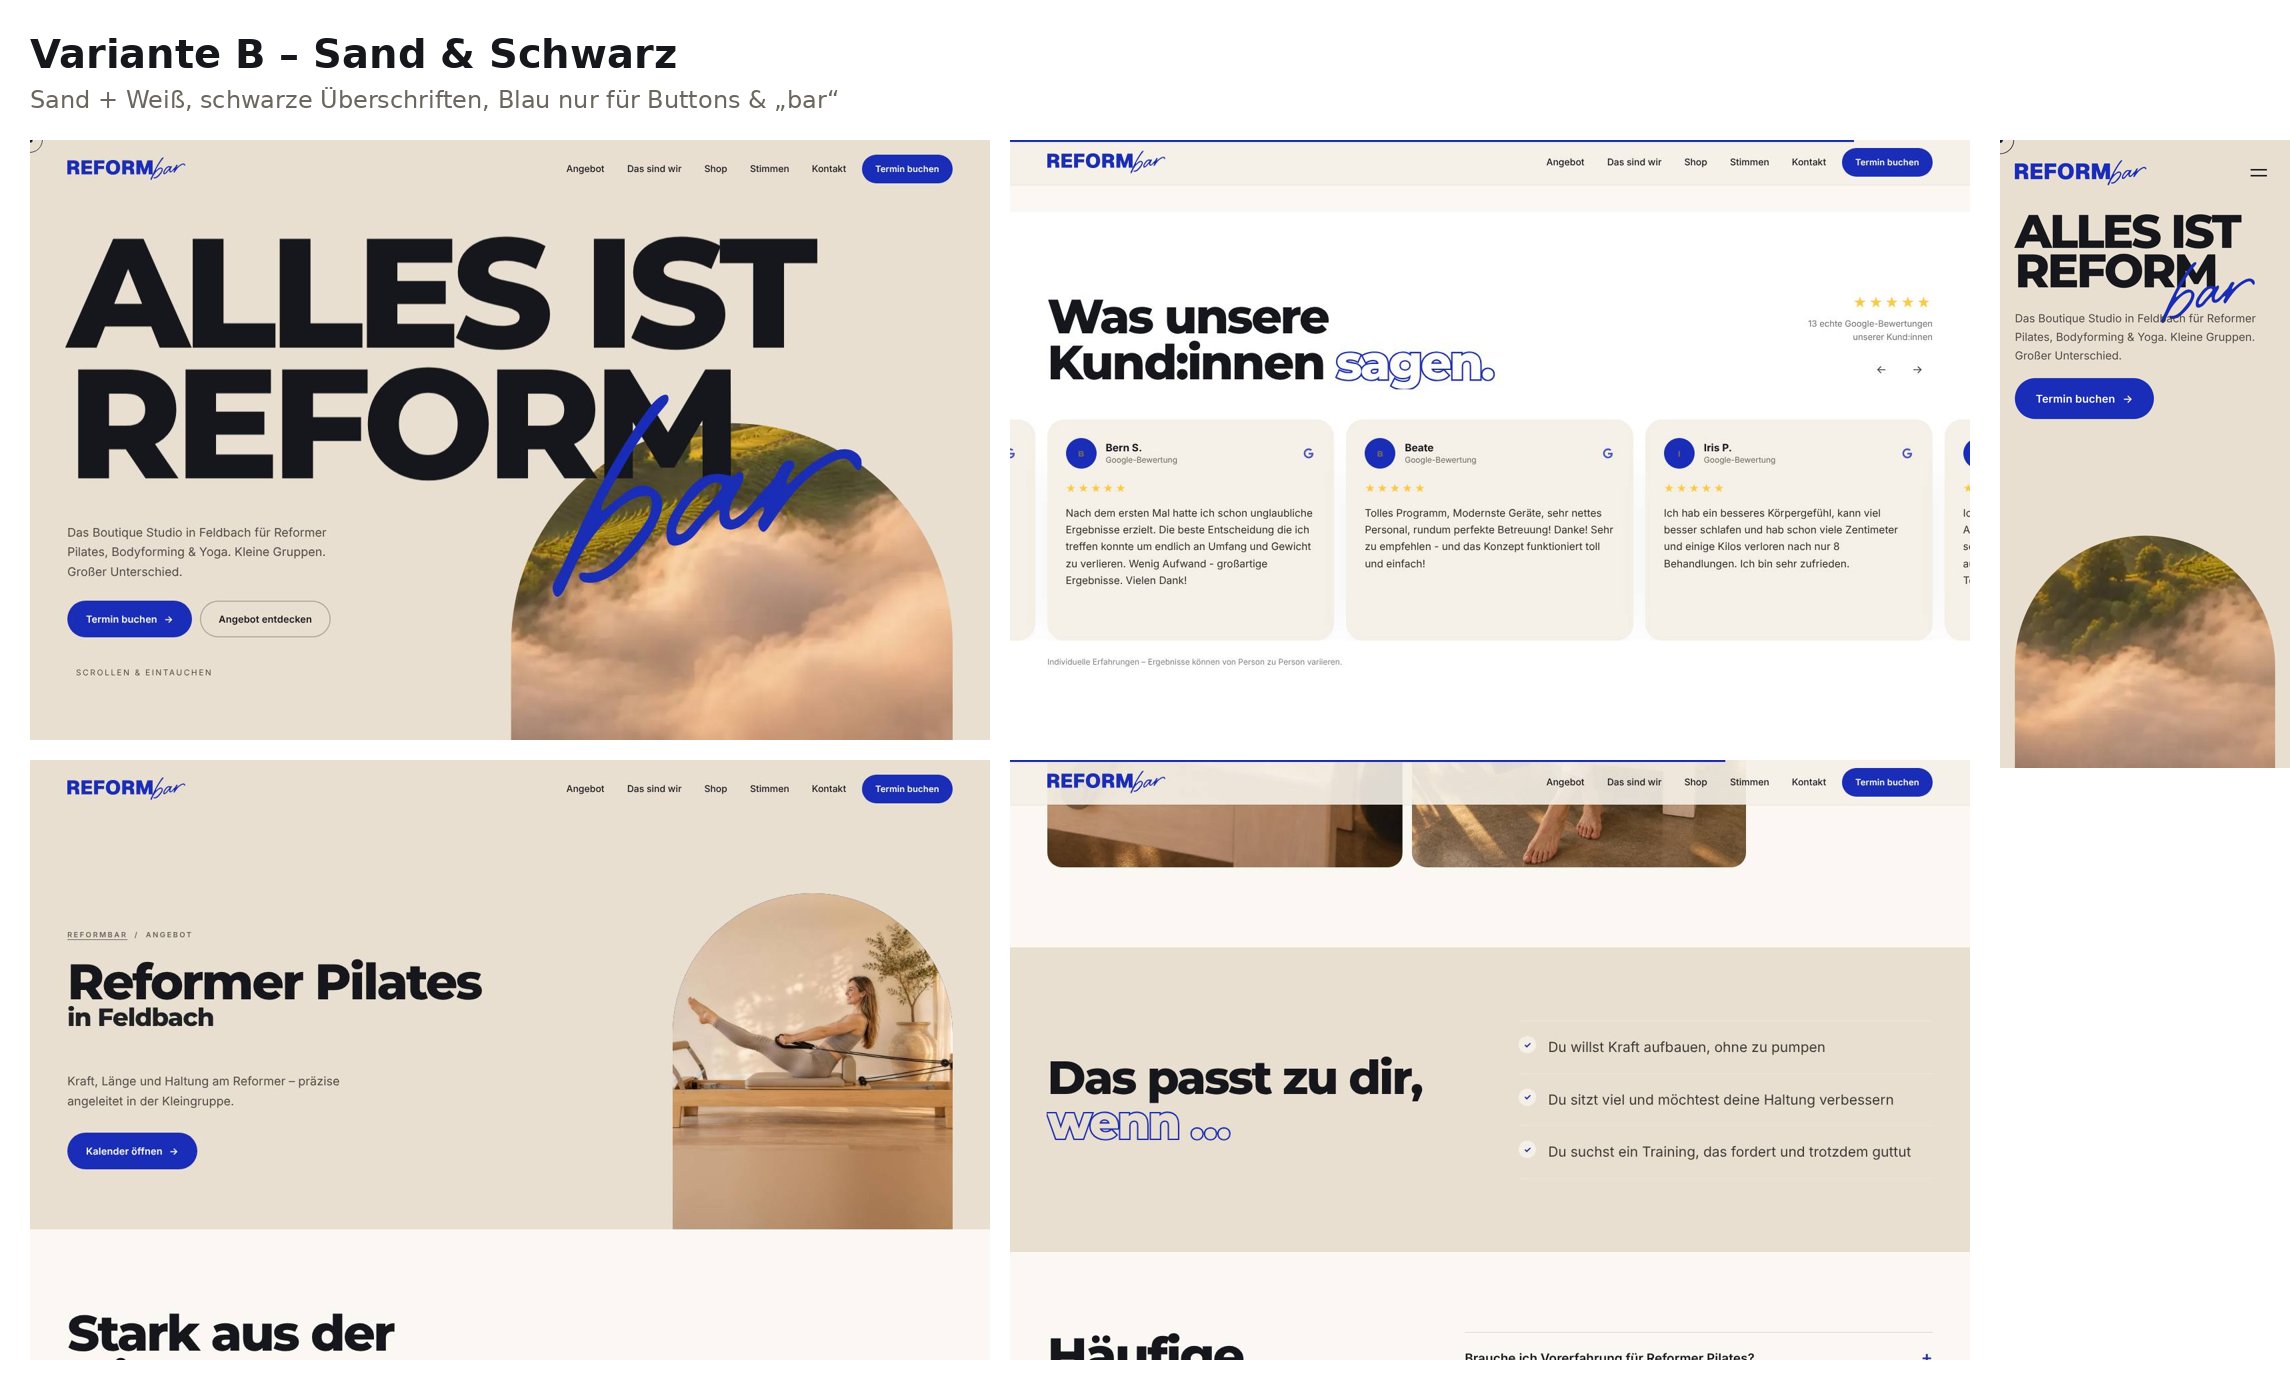 Variante B – Sand & Schwarz
Sand + Weiß, schwarze Überschriften, Blau nur für Buttons & „bar“
REFORMbar
Angebot
Das sind wir
Shop
Stimmen
Kontakt
Termin buchen
ALLES IST
REFORM
bar
Das Boutique Studio in Feldbach für Reformer
Pilates, Bodyforming & Yoga. Kleine Gruppen.
Großer Unterschied.
Termin buchen →
Angebot entdecken
SCROLLEN & EINTAUCHEN
REFORMbar
Angebot
Das sind wir
Shop
Stimmen
Kontakt
Termin buchen
Was unsere
Kund:innen sagen.
★★★★★
13 echte Google-Bewertungen
unserer Kund:innen
← →
B
Bern S.
Google-Bewertung
G
★★★★★
Nach dem ersten Mal hatte ich schon unglaubliche
Ergebnisse erzielt. Die beste Entscheidung die ich
treffen konnte um endlich an Umfang und Gewicht
zu verlieren. Wenig Aufwand - großartige
Ergebnisse. Vielen Dank!
B
Beate
Google-Bewertung
G
★★★★★
Tolles Programm, Modernste Geräte, sehr nettes
Personal, rundum perfekte Betreuung! Danke! Sehr
zu empfehlen - und das Konzept funktioniert toll
und einfach!
I
Iris P.
Google-Bewertung
G
★★★★★
Ich hab ein besseres Körpergefühl, kann viel
besser schlafen und hab schon viele Zentimeter
und einige Kilos verloren nach nur 8
Behandlungen. Ich bin sehr zufrieden.
Individuelle Erfahrungen – Ergebnisse können von Person zu Person variieren.
REFORMbar
ALLES IST
REFORM
bar
Das Boutique Studio in Feldbach für Reformer
Pilates, Bodyforming & Yoga. Kleine Gruppen.
Großer Unterschied.
Termin buchen →
REFORMbar
Angebot
Das sind wir
Shop
Stimmen
Kontakt
Termin buchen
REFORMBAR / ANGEBOT
Reformer Pilates
in Feldbach
Kraft, Länge und Haltung am Reformer – präzise
angeleitet in der Kleingruppe.
Kalender öffnen →
Stark aus der
REFORMbar
Angebot
Das sind wir
Shop
Stimmen
Kontakt
Termin buchen
Das passt zu dir,
wenn ...
Du willst Kraft aufbauen, ohne zu pumpen
Du sitzt viel und möchtest deine Haltung verbessern
Du suchst ein Training, das fordert und trotzdem guttut
Häufige
Brauche ich Vorerfahrung für Reformer Pilates?
+